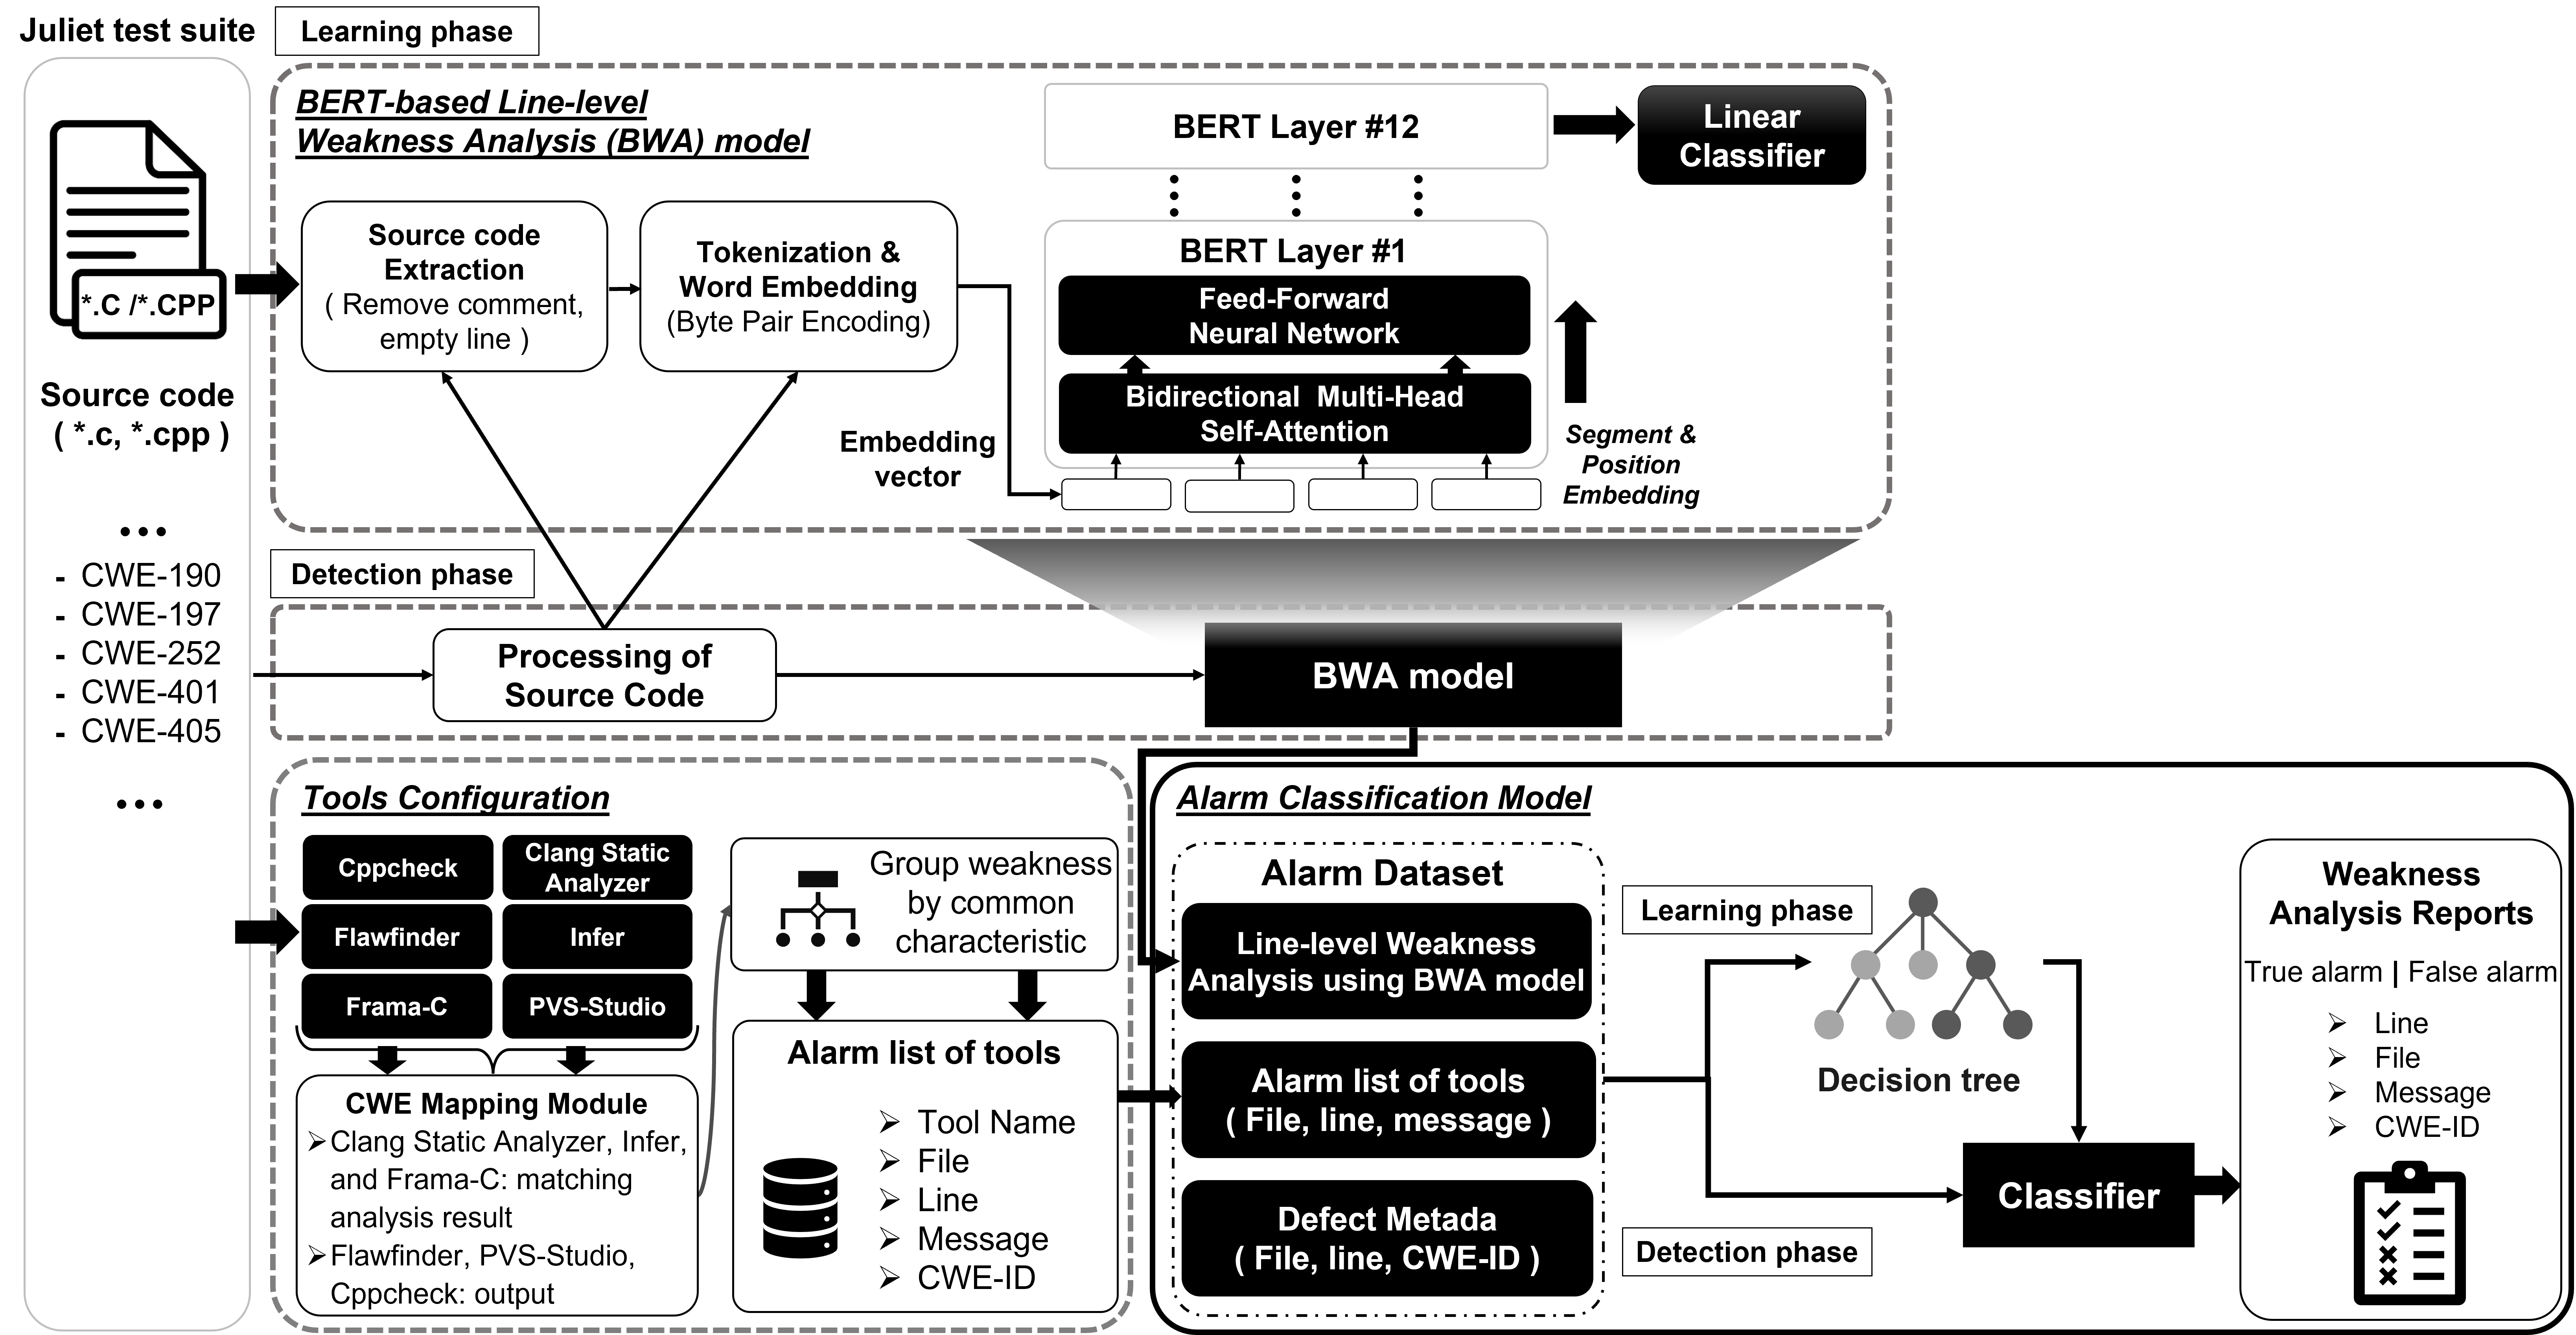 Juliet test suite
*.C /*.CPP
Source code
( *.c, *.cpp )
...
- CWE-190
- CWE-197
- CWE-252
- CWE-401
- CWE-405
...
Learning phase
BERT-based Line-level
Weakness Analysis (BWA) model
Source code
Extraction
( Remove comment,
empty line )
Tokenization &
Word Embedding
(Byte Pair Encoding)
Embedding
vector
BERT Layer #12
BERT Layer #1
Feed-Forward
Neural Network
Bidirectional Multi-Head
Self-Attention
Segment &
Position
Embedding
Linear
Classifier
Detection phase
Processing of
Source Code
BWA model
Tools Configuration
Cppcheck
Clang Static
Analyzer
Flawfinder
Infer
Frama-C
PVS-Studio
CWE Mapping Module
➢Clang Static Analyzer, Infer,
and Frama-C: matching
analysis result
➢Flawfinder, PVS-Studio,
Cppcheck: output
Group weakness
by common
characteristic
Alarm list of tools
➢ Tool Name
➢ File
➢ Line
➢ Message
➢ CWE-ID
Alarm Classification Model
Alarm Dataset
Line-level Weakness
Analysis using BWA model
Alarm list of tools
( File, line, message )
Defect Metada
( File, line, CWE-ID )
Learning phase
Decision tree
Detection phase
Classifier
Weakness
Analysis Reports
True alarm | False alarm
➢ Line
➢ File
➢ Message
➢ CWE-ID